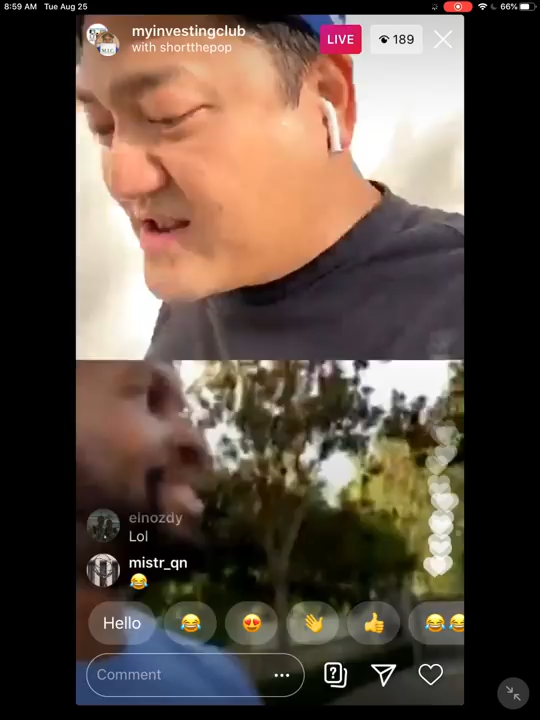 8:59 AM Tue Aug 25
66%
myinvestingclub
with shortthepop
LIVE
189
M.I.C
elnozdy
Lol
mistr_qn
😂
Hello 😂 😍 👋 👍 😂😂
Comment